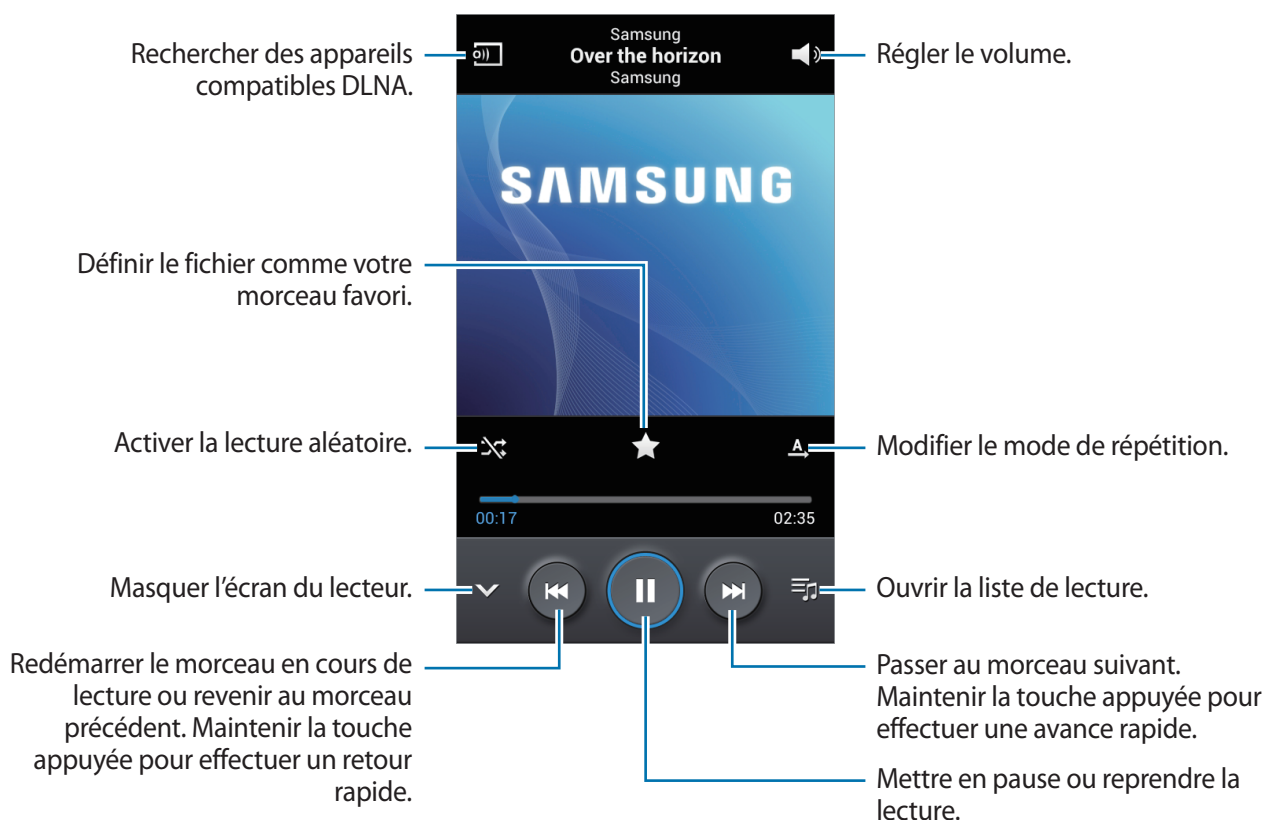 Rechercher des appareils
compatibles DLNA.
Samsung
Over the horizon
Samsung
Régler le volume.
SAMSUNG
Définir le fichier comme votre
morceau favori.
Activer la lecture aléatoire.
A
Modifier le mode de répétition.
00:17
02:35
Masquer l'écran du lecteur.
Ouvrir la liste de lecture.
Redémarrer le morceau en cours de
lecture ou revenir au morceau
précédent. Maintenir la touche
appuyée pour effectuer un retour
rapide.
Passer au morceau suivant.
Maintenir la touche appuyée pour
effectuer une avance rapide.
Mettre en pause ou reprendre la
lecture.